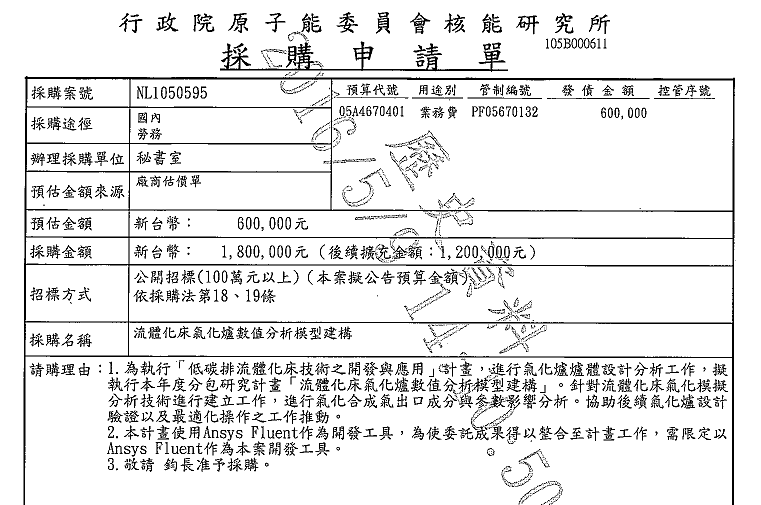 行政院原子能委員會核能研究所
105B000611
採購申請單
採購案號 NL1050595 預算代號 用途別 管制編號 發債金額 控管序號
05A4670401 業務費 PF05670132 600,000
採購途徑 國內
勞務
辦理採購單位 秘書室
預估金額來源 廠商估價單
預估金額 新台幣： 600,000元
採購金額 新台幣： 1,800,000元（後續擴充金額：1,200,000元）
招標方式 公開招標(100萬元以上)（本案擬公告預算金額）
依採購法第18、19條
採購名稱 流體化床氣化爐數值分析模型建構
請購理由：1.為執行「低碳排流體化床技術之開發與應用」計畫，進行氣化爐爐體設計分析工作，擬
執行本年度分包研究計畫「流體化床氣化爐數值分析模型建構」。針對流體化床氣化模擬
分析技術進行建立工作，進行氣化合成氣出口成分與參數影響分析。協助後續氣化爐設計
驗證以及最適化操作之工作推動。
2.本計畫使用Ansys Fluent作為開發工具，為使委託成果得以整合至計畫工作，需限定以
Ansys Fluent作為本案開發工具。
3.敬請 鈞長准予採購。
歷史資料